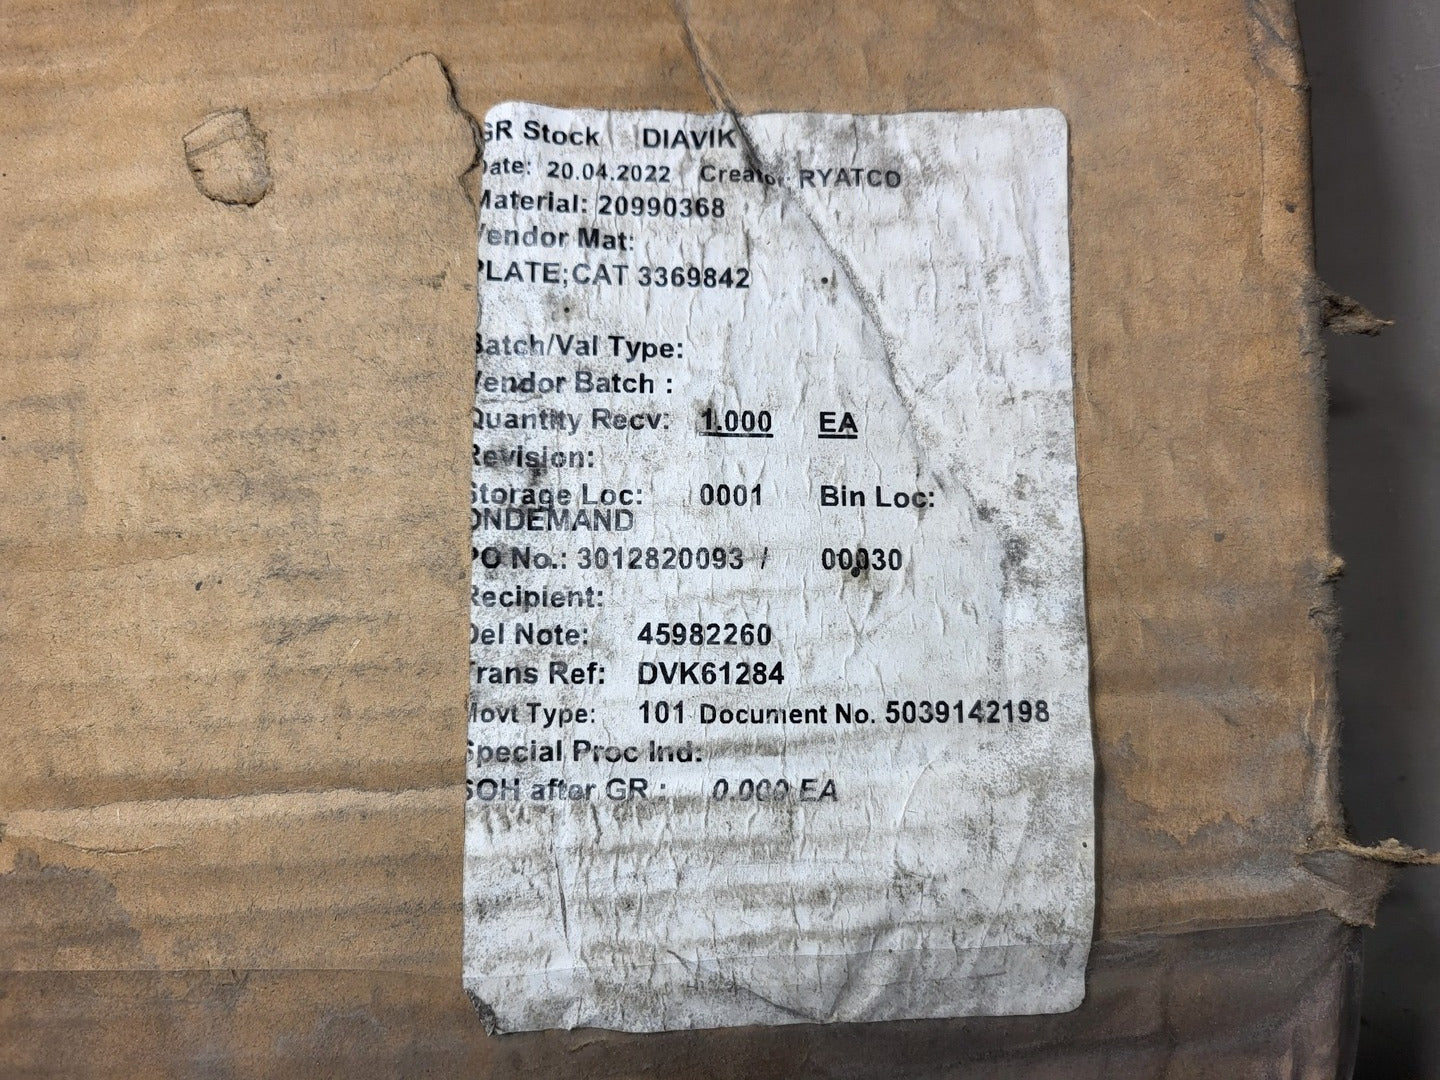 GR Stock DIAVIK
Date: 20.04.2022 Creator: RYATCO
Material: 20990368
Vendor Mat:
PLATE;CAT 3369842
Batch/Val Type:
Vendor Batch :
Quantity Recv: 1.000 EA
Revision:
Storage Loc: 0001 Bin Loc:
ONDEMAND
PO No.: 3012820093 / 00030
Recipient:
Del Note: 45982260
Trans Ref: DVK61284
Movt Type: 101 Document No. 5039142198
Special Proc Ind:
SOH after GR : 0.000 EA